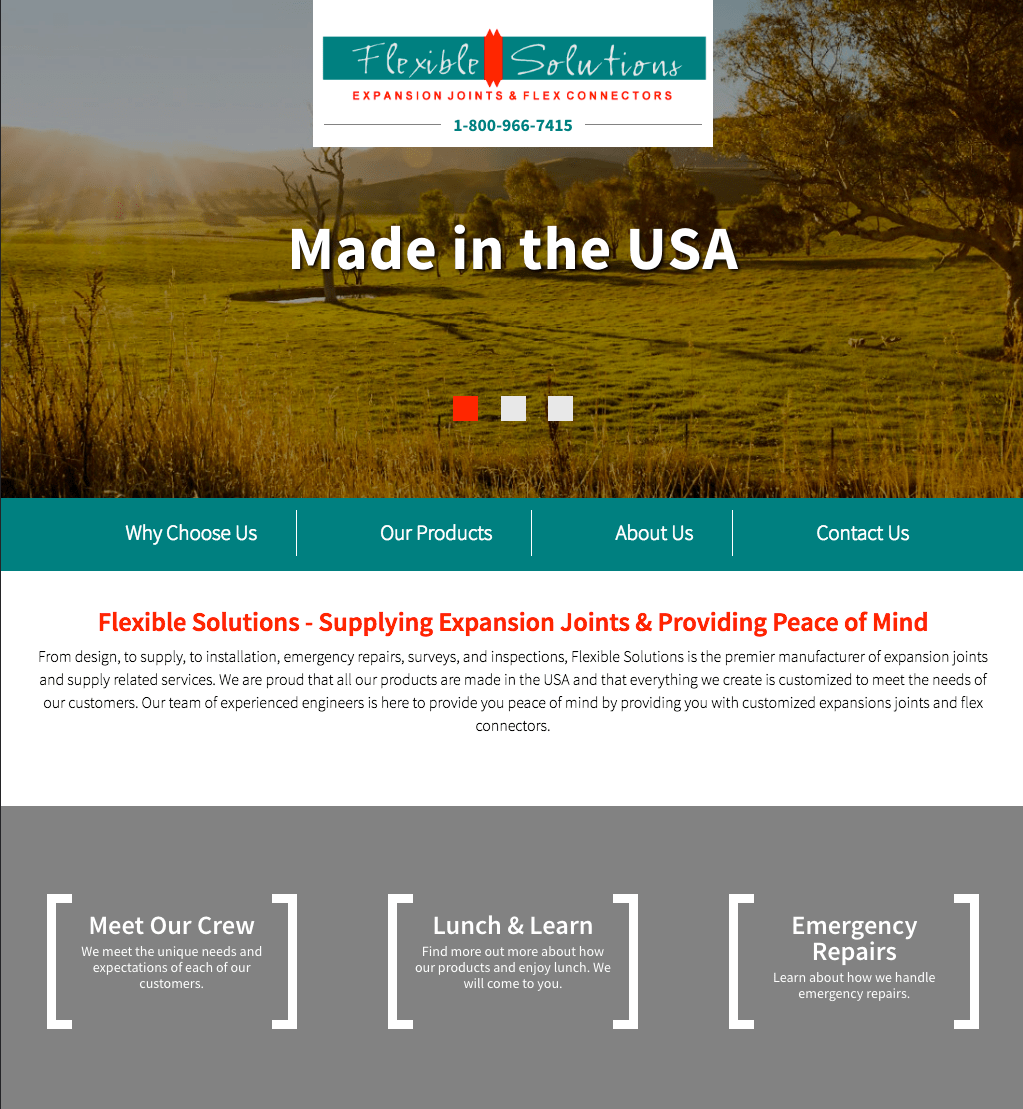 Flexible Solutions
EXPANSION JOINTS & FLEX CONNECTORS
1-800-966-7415
Made in the USA
Why Choose Us
Our Products
About Us
Contact Us
Flexible Solutions - Supplying Expansion Joints & Providing Peace of Mind
From design, to supply, to installation, emergency repairs, surveys, and inspections, Flexible Solutions is the premier manufacturer of expansion joints
and supply related services. We are proud that all our products are made in the USA and that everything we create is customized to meet the needs of
our customers. Our team of experienced engineers is here to provide you peace of mind by providing you with customized expansions joints and flex
connectors.
Meet Our Crew
We meet the unique needs and
expectations of each of our
customers.
Lunch & Learn
Find more out more about how
our products and enjoy lunch. We
will come to you.
Emergency
Repairs
Learn about how we handle
emergency repairs.